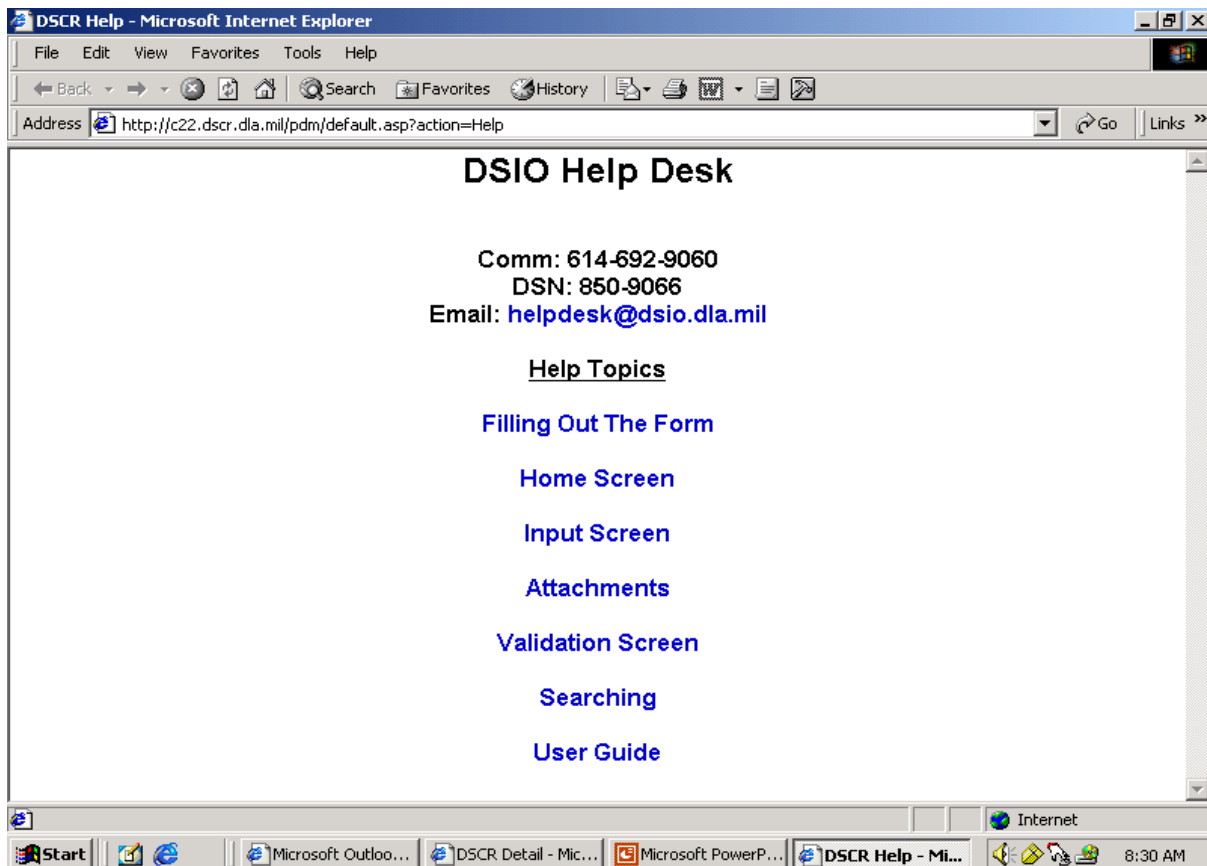 DSCR Help - Microsoft Internet Explorer
File Edit View Favorites Tools Help
Back Search Favorites History
Address http://c22.dscr.dla.mil/pdm/default.asp?action=Help Go Links »
DSIO Help Desk
Comm: 614-692-9060
DSN: 850-9066
Email: helpdesk@dsio.dla.mil
Help Topics
Filling Out The Form
Home Screen
Input Screen
Attachments
Validation Screen
Searching
User Guide
Internet
Start Microsoft Outloo... DSCR Detail - Mic... Microsoft PowerP... DSCR Help - Mi... 8:30 AM